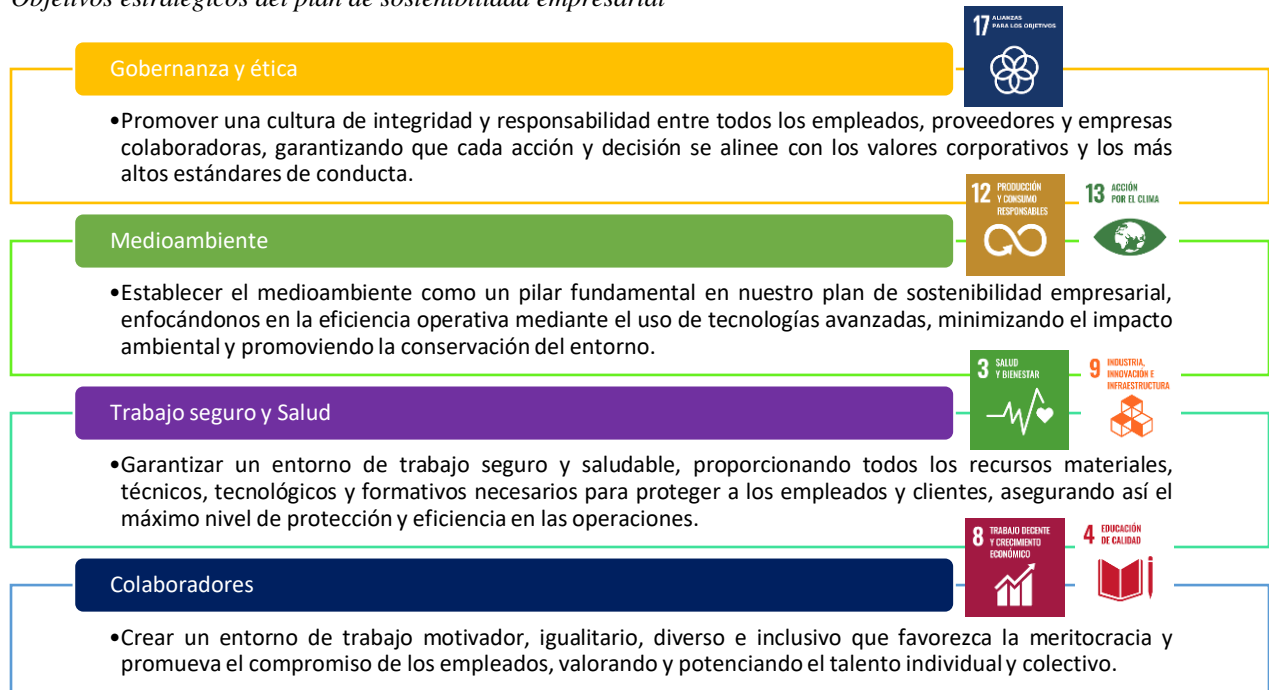 Objetivos estratégicos del plan de sostenibilidad empresarial
17 ALIANZAS
PARA LOS OBJETIVOS
Gobernanza y ética
•Promover una cultura de integridad y responsabilidad entre todos los empleados, proveedores y empresas
colaboradoras, garantizando que cada acción y decisión se alinee con los valores corporativos y los más
altos estándares de conducta.
12 PRODUCCIÓN
Y CONSUMO
RESPONSABLES
13 ACCIÓN
POR EL CLIMA
Medioambiente
•Establecer el medioambiente como un pilar fundamental en nuestro plan de sostenibilidad empresarial,
enfocándonos en la eficiencia operativa mediante el uso de tecnologías avanzadas, minimizando el impacto
ambiental y promoviendo la conservación del entorno.
3 SALUD
Y BIENESTAR
9 INDUSTRIA,
INNOVACIÓN E
INFRAESTRUCTURA
Trabajo seguro y Salud
•Garantizar un entorno de trabajo seguro y saludable, proporcionando todos los recursos materiales,
técnicos, tecnológicos y formativos necesarios para proteger a los empleados y clientes, asegurando así el
máximo nivel de protección y eficiencia en las operaciones.
8 TRABAJO DECENTE
Y CRECIMIENTO
ECONÓMICO
4 EDUCACIÓN
DE CALIDAD
Colaboradores
•Crear un entorno de trabajo motivador, igualitario, diverso e inclusivo que favorezca la meritocracia y
promueva el compromiso de los empleados, valorando y potenciando el talento individual y colectivo.